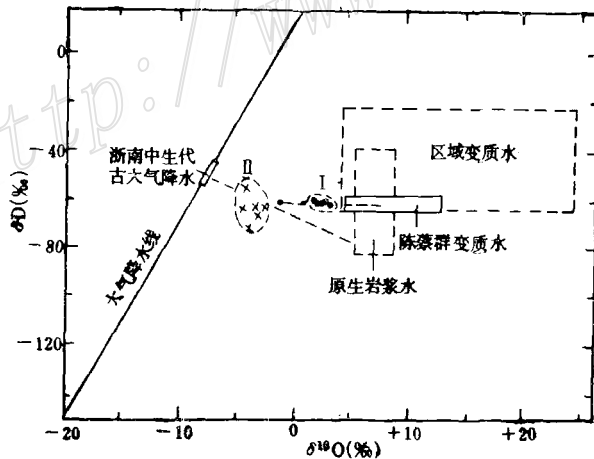 ttp://www
0
-40
-80
-120
δD(‰)
浙南中生代
古大气降水
大气降水线
II
I
区域变质水
陈蔡群变质水
原生岩浆水
-20
-10
0
+10
+20
δ¹⁸O(‰)